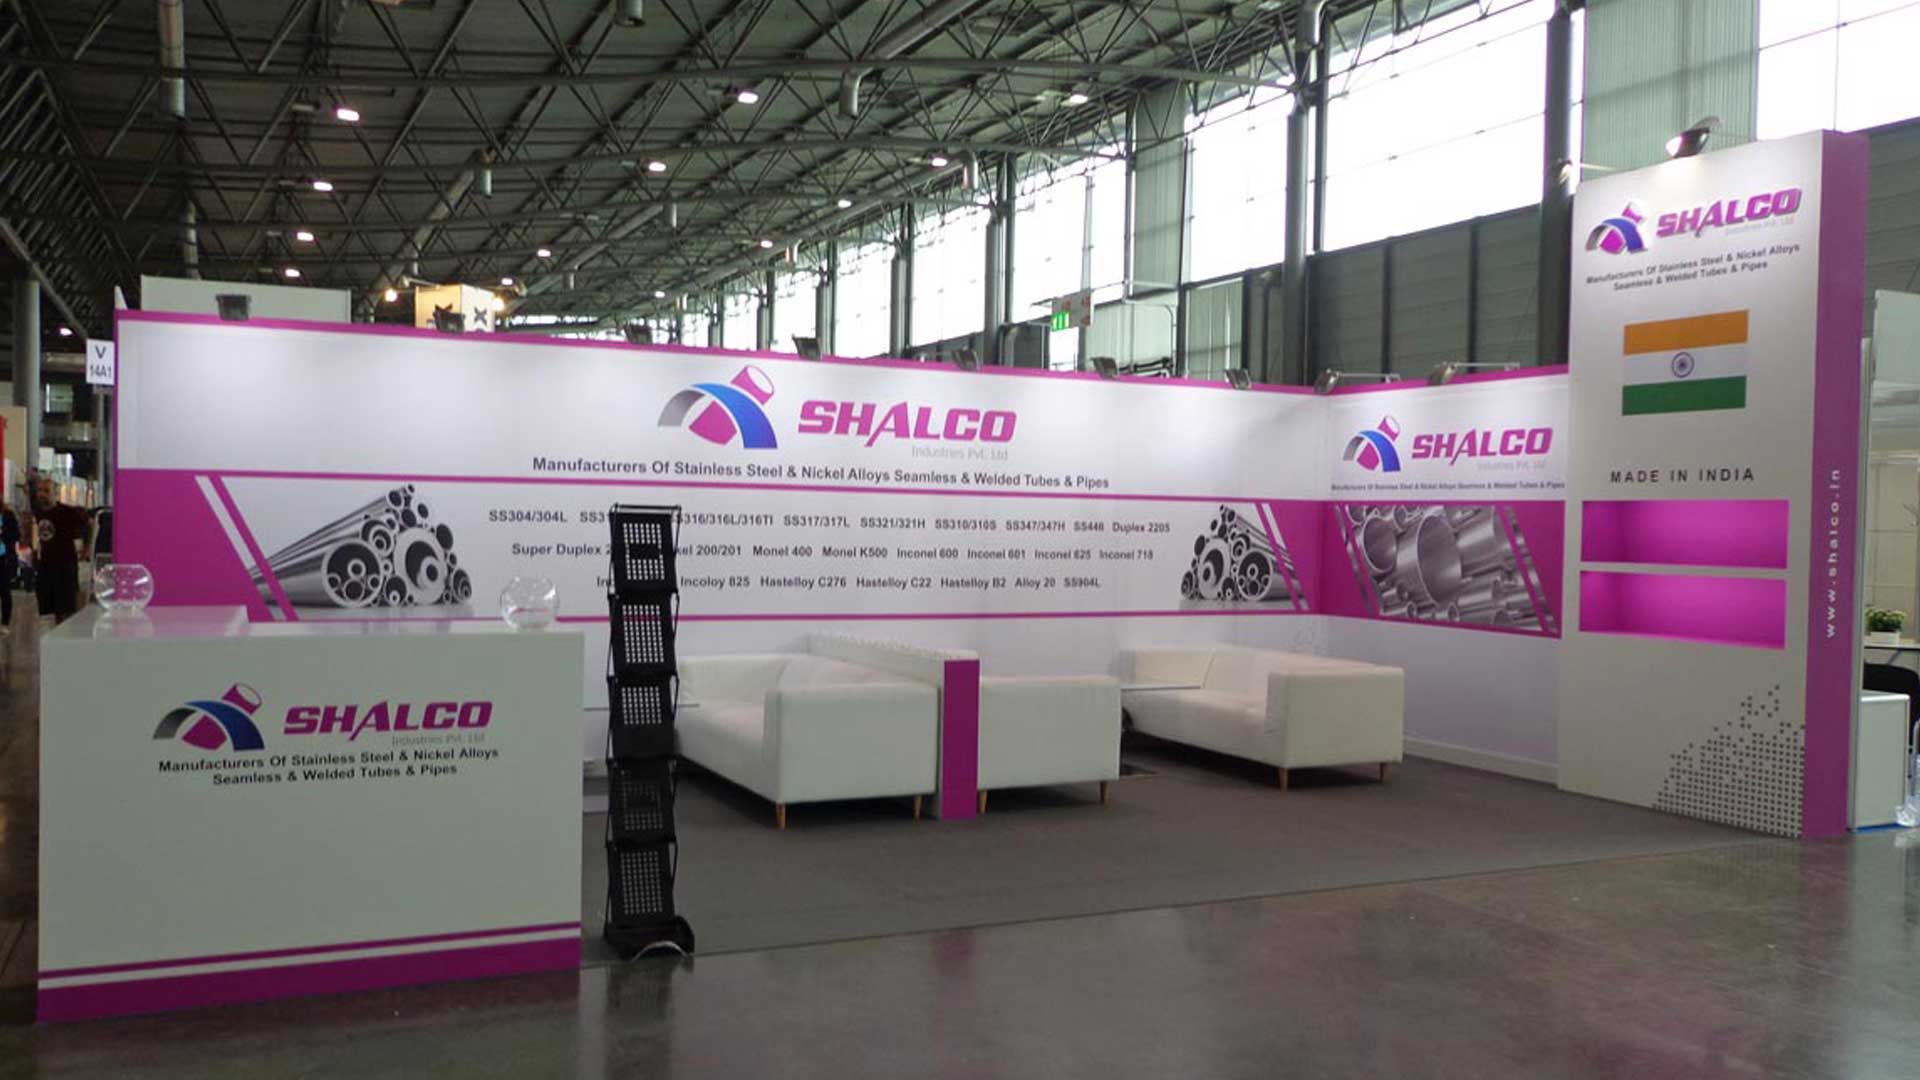 V
14A1
SHALCO
Industries Pvt. Ltd
Manufacturers Of Stainless Steel & Nickel Alloys Seamless & Welded Tubes & Pipes
SS304/304L SS316/316L/316TI SS317/317L SS321/321H SS310/310S SS347/347H SS446 Duplex 2205
Super Duplex 200/201 Monel 400 Monel K500 Inconel 600 Inconel 601 Inconel 625 Inconel 718
Incoloy 825 Hastelloy C276 Hastelloy C22 Hastelloy B2 Alloy 20 SS904L
SHALCO
Industries Pvt. Ltd
Manufacturers Of Stainless Steel & Nickel Alloys Seamless & Welded Tubes & Pipes
SHALCO
Industries Pvt. Ltd
Manufacturers Of Stainless Steel & Nickel Alloys
Seamless & Welded Tubes & Pipes
MADE IN INDIA
www.shalco.in
SHALCO
Industries Pvt. Ltd
Manufacturers Of Stainless Steel & Nickel Alloys
Seamless & Welded Tubes & Pipes